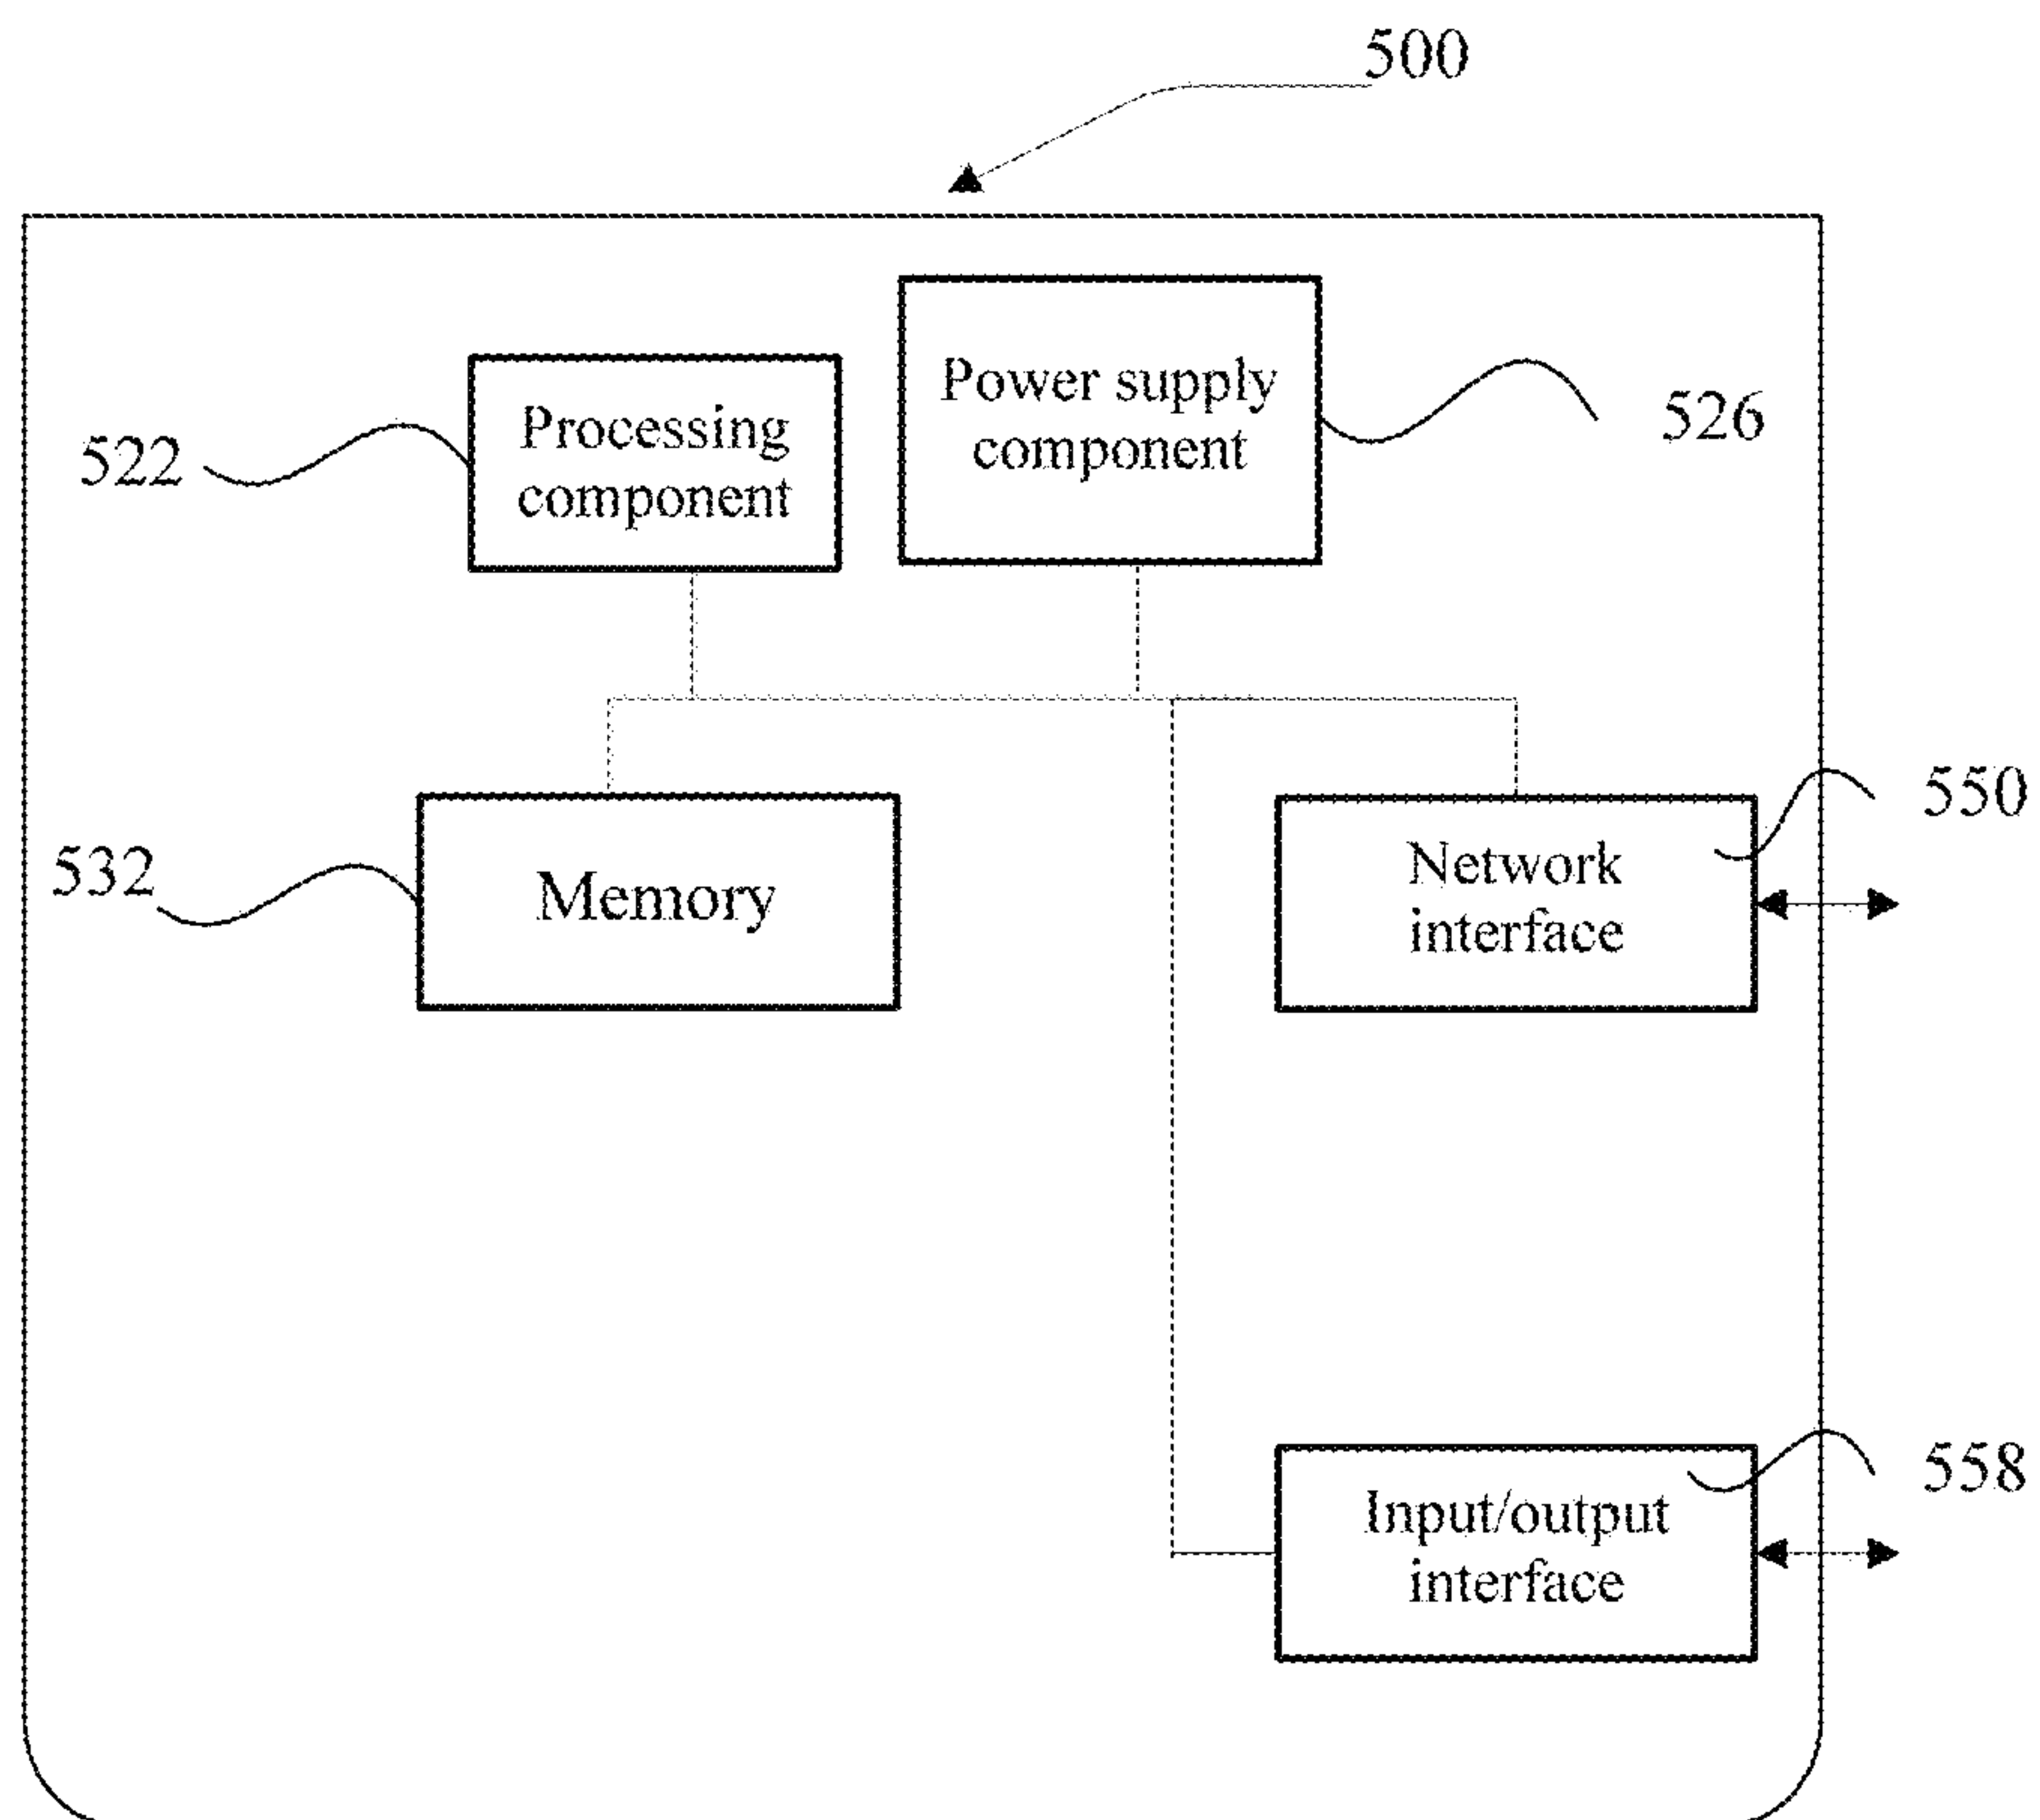 500
Power supply
component
526
Processing
component
522
550
Network
interface
532
Memory
558
Input/output
interface